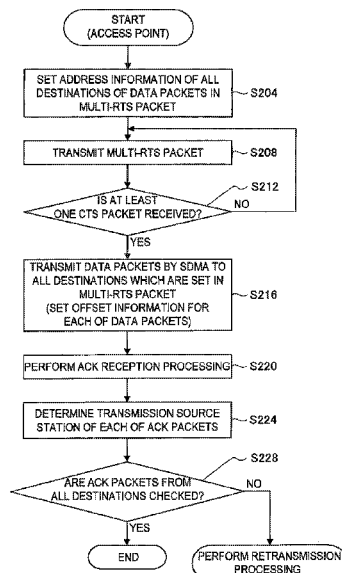 START
(ACCESS POINT)
SET ADDRESS INFORMATION OF ALL
DESTINATIONS OF DATA PACKETS IN
MULTI-RTS PACKET
S204
TRANSMIT MULTI-RTS PACKET
S208
S212
IS AT LEAST
ONE CTS PACKET RECEIVED?
NO
YES
TRANSMIT DATA PACKETS BY SDMA TO
ALL DESTINATIONS WHICH ARE SET IN
MULTI-RTS PACKET
(SET OFFSET INFORMATION FOR
EACH OF DATA PACKETS)
S216
PERFORM ACK RECEPTION PROCESSING
S220
DETERMINE TRANSMISSION SOURCE
STATION OF EACH OF ACK PACKETS
S224
S228
ARE ACK PACKETS FROM
ALL DESTINATIONS CHECKED?
NO
YES
END
PERFORM RETRANSMISSION
PROCESSING